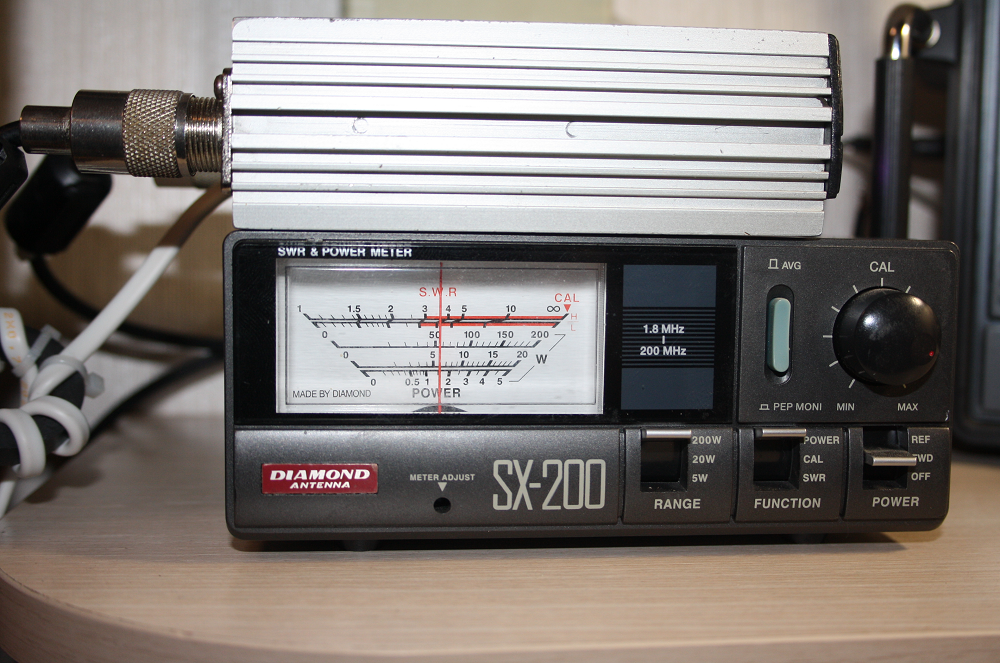 SWR & POWER METER
S.W.R
CAL
1 1.5 2 3 4 5 10 ∞
H
L
0 50 100 150 200
0 5 10 15 20 W
0 0.5 1 2 3 4 5
MADE BY DIAMOND POWER
1.8 MHz
200 MHz
AVG
CAL
PEP MONI
MIN MAX
DIAMOND
ANTENNA
METER ADJUST
SX-200
200W
20W
5W
RANGE
POWER
CAL
SWR
FUNCTION
REF
FWD
OFF
POWER